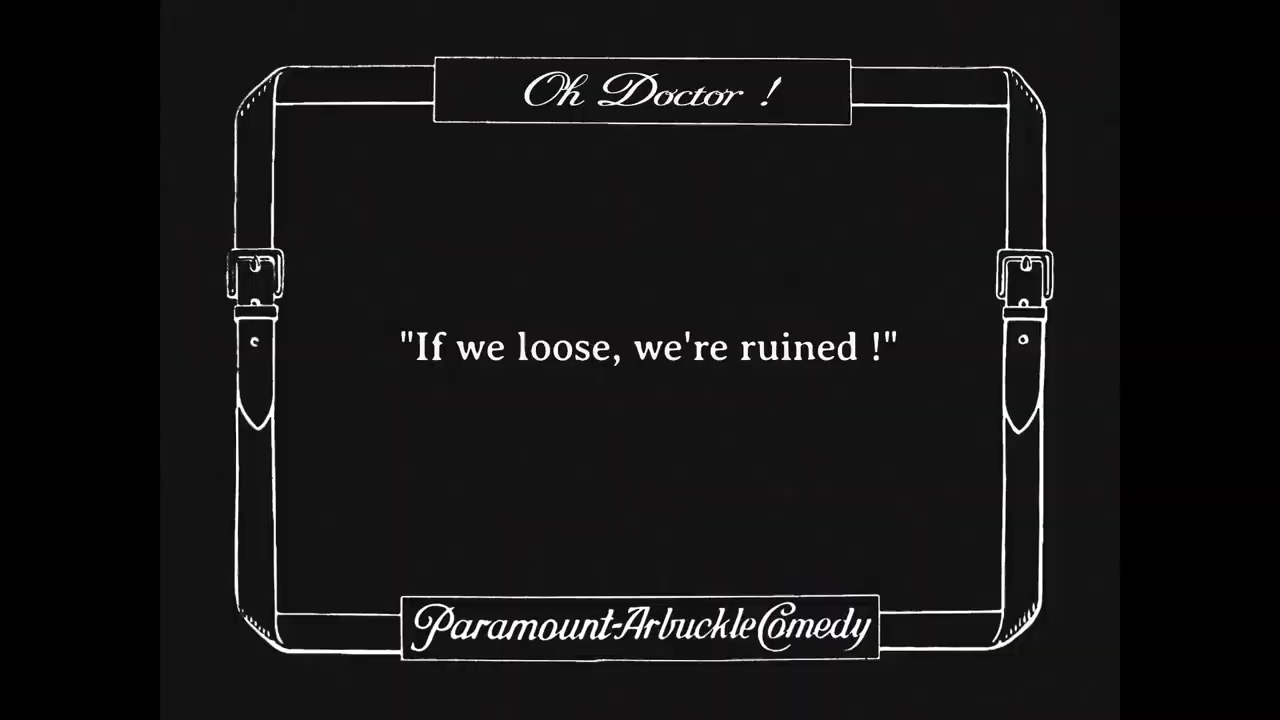 Oh Doctor !
"If we loose, we're ruined !"
Paramount-Arbuckle Comedy